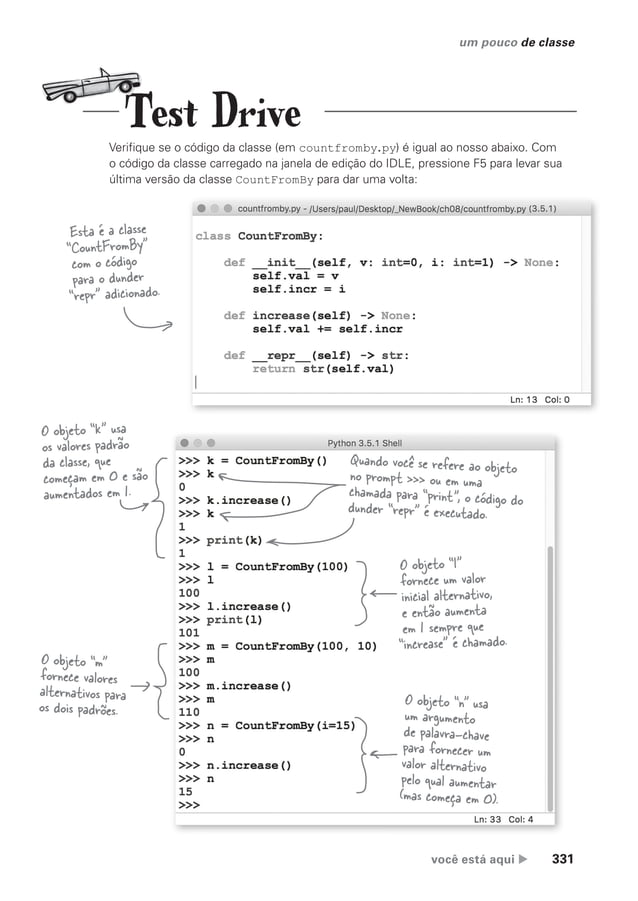 um pouco de classe
Test Drive
Verifique se o código da classe (em countfromby.py) é igual ao nosso abaixo. Com
o código da classe carregado na janela de edição do IDLE, pressione F5 para levar sua
última versão da classe CountFromBy para dar uma volta:
Esta é a classe
"CountFromBy"
com o código
para o dunder
"repr" adicionado.
countfromby.py - /Users/paul/Desktop/_NewBook/ch08/countfromby.py (3.5.1)
class CountFromBy:
def __init__(self, v: int=0, i: int=1) -> None:
self.val = v
self.incr = i
def increase(self) -> None:
self.val += self.incr
def __repr__(self) -> str:
return str(self.val)
Ln: 13 Col: 0
O objeto "k" usa
os valores padrão
da classe, que
começam em 0 e são
aumentados em 1.
Python 3.5.1 Shell
>>> k = CountFromBy()
>>> k
0
>>> k.increase()
>>> k
1
>>> print(k)
1
>>> l = CountFromBy(100)
>>> l
100
>>> l.increase()
>>> print(l)
101
>>> m = CountFromBy(100, 10)
>>> m
100
>>> m.increase()
>>> m
110
>>> n = CountFromBy(i=15)
>>> n
0
>>> n.increase()
>>> n
15
>>>
Ln: 33 Col: 4
Quando você se refere ao objeto
no prompt >>> ou em uma
chamada para "print", o código do
dunder "repr" é executado.
O objeto "l"
fornece um valor
inicial alternativo,
e então aumenta
em 1 sempre que
"increase" é chamado.
O objeto "m"
fornece valores
alternativos para
os dois padrões.
O objeto "n" usa
um argumento
de palavra-chave
para fornecer um
valor alternativo
pelo qual aumentar
(mas começa em 0).
você está aqui ▶ 331